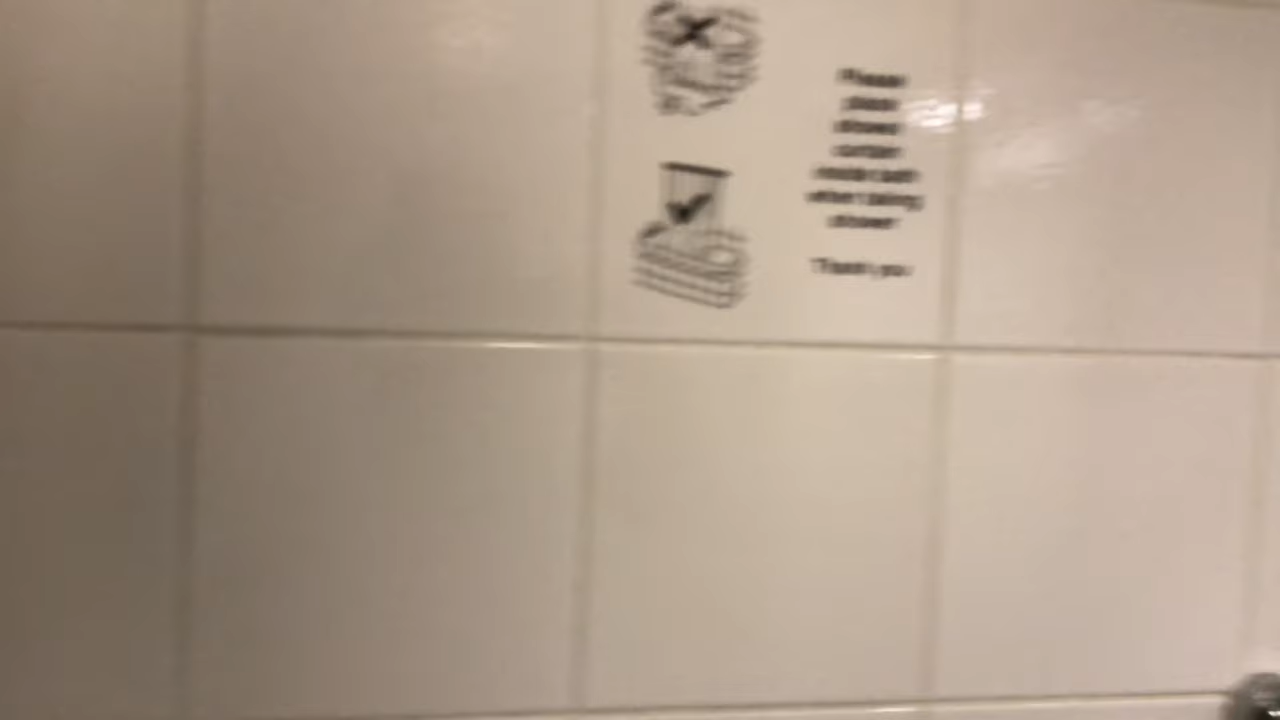 Please
place
shower
curtain
inside bath
when taking
shower
Thank you